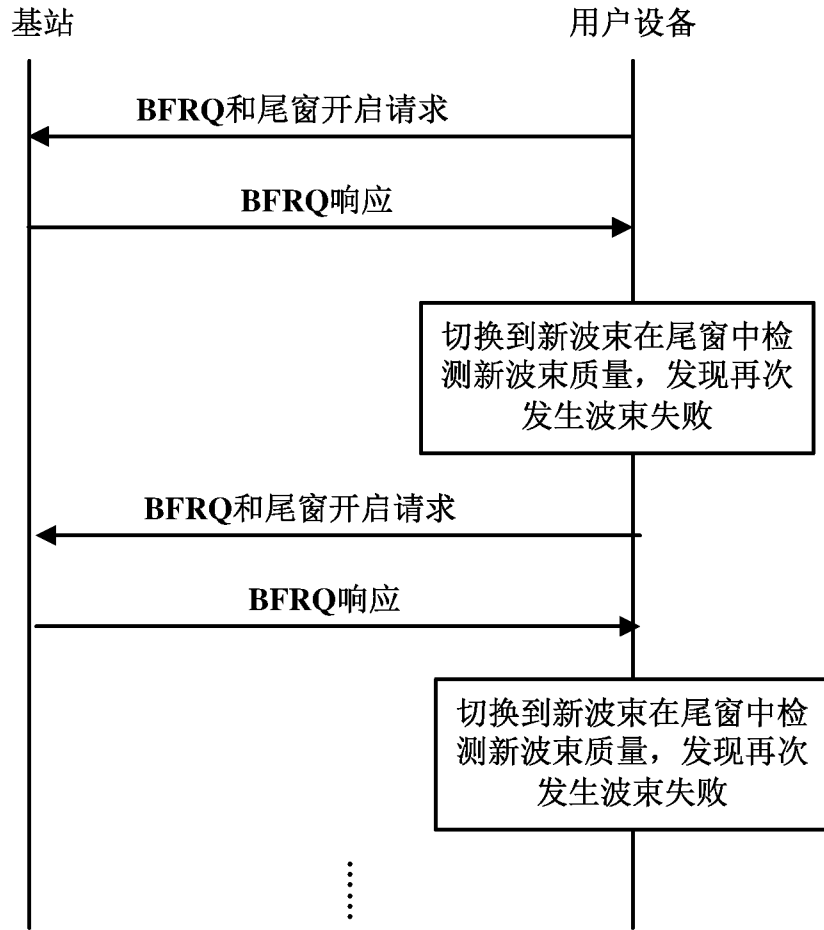 基站
用户设备
BFRQ和尾窗开启请求
BFRQ响应
切换到新波束在尾窗中检
测新波束质量，发现再次
发生波束失败
BFRQ和尾窗开启请求
BFRQ响应
切换到新波束在尾窗中检
测新波束质量，发现再次
发生波束失败